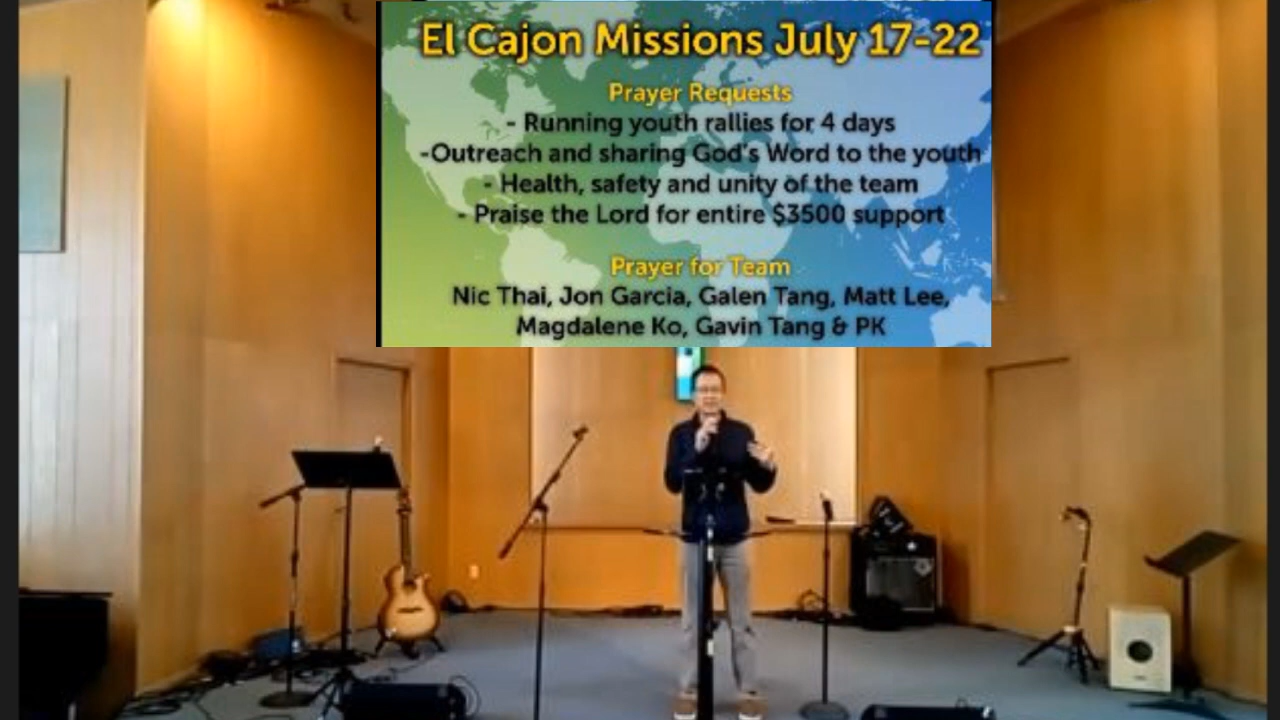 El Cajon Missions July 17-22
Prayer Requests
- Running youth rallies for 4 days
-Outreach and sharing God's Word to the youth
- Health, safety and unity of the team
- Praise the Lord for entire $3500 support
Prayer for Team
Nic Thai, Jon Garcia, Galen Tang, Matt Lee,
Magdalene Ko, Gavin Tang & PK